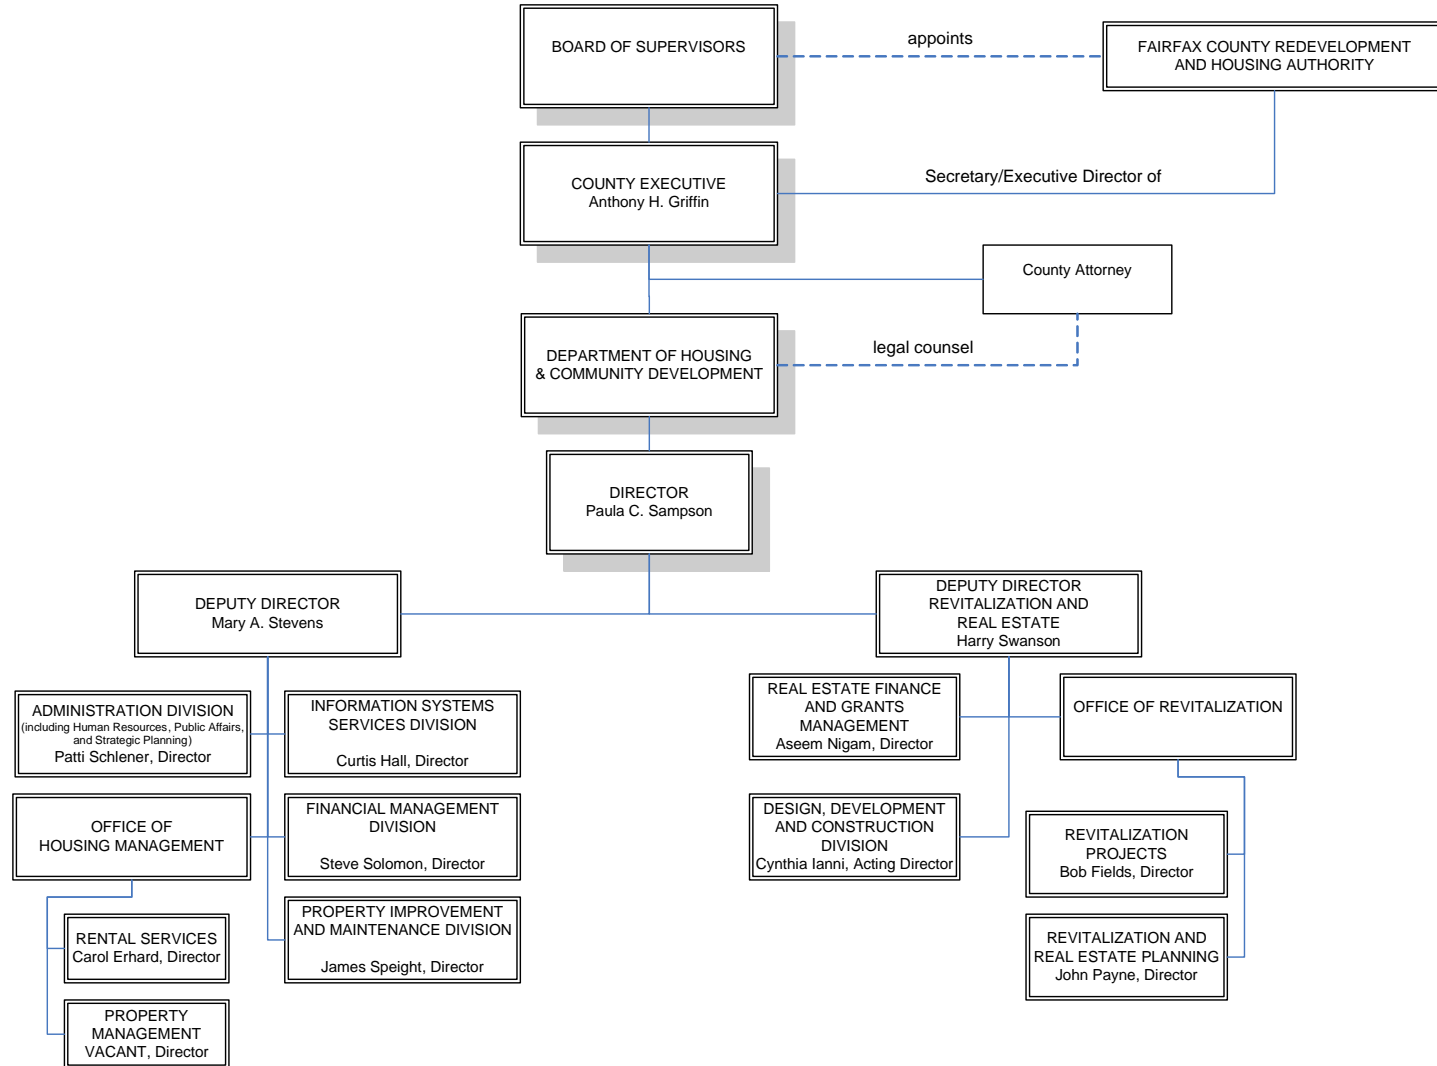 BOARD OF SUPERVISORS
appoints
FAIRFAX COUNTY REDEVELOPMENT
AND HOUSING AUTHORITY
COUNTY EXECUTIVE
Anthony H. Griffin
Secretary/Executive Director of
County Attorney
DEPARTMENT OF HOUSING
& COMMUNITY DEVELOPMENT
legal counsel
DIRECTOR
Paula C. Sampson
DEPUTY DIRECTOR
Mary A. Stevens
DEPUTY DIRECTOR
REVITALIZATION AND
REAL ESTATE
Harry Swanson
ADMINISTRATION DIVISION
(including Human Resources, Public Affairs,
and Strategic Planning)
Patti Schlener, Director
INFORMATION SYSTEMS
SERVICES DIVISION
Curtis Hall, Director
REAL ESTATE FINANCE
AND GRANTS
MANAGEMENT
Aseem Nigam, Director
OFFICE OF REVITALIZATION
OFFICE OF
HOUSING MANAGEMENT
FINANCIAL MANAGEMENT
DIVISION
Steve Solomon, Director
DESIGN, DEVELOPMENT
AND CONSTRUCTION
DIVISION
Cynthia Ianni, Acting Director
REVITALIZATION
PROJECTS
Bob Fields, Director
RENTAL SERVICES
Carol Erhard, Director
PROPERTY IMPROVEMENT
AND MAINTENANCE DIVISION
James Speight, Director
REVITALIZATION AND
REAL ESTATE PLANNING
John Payne, Director
PROPERTY
MANAGEMENT
VACANT, Director